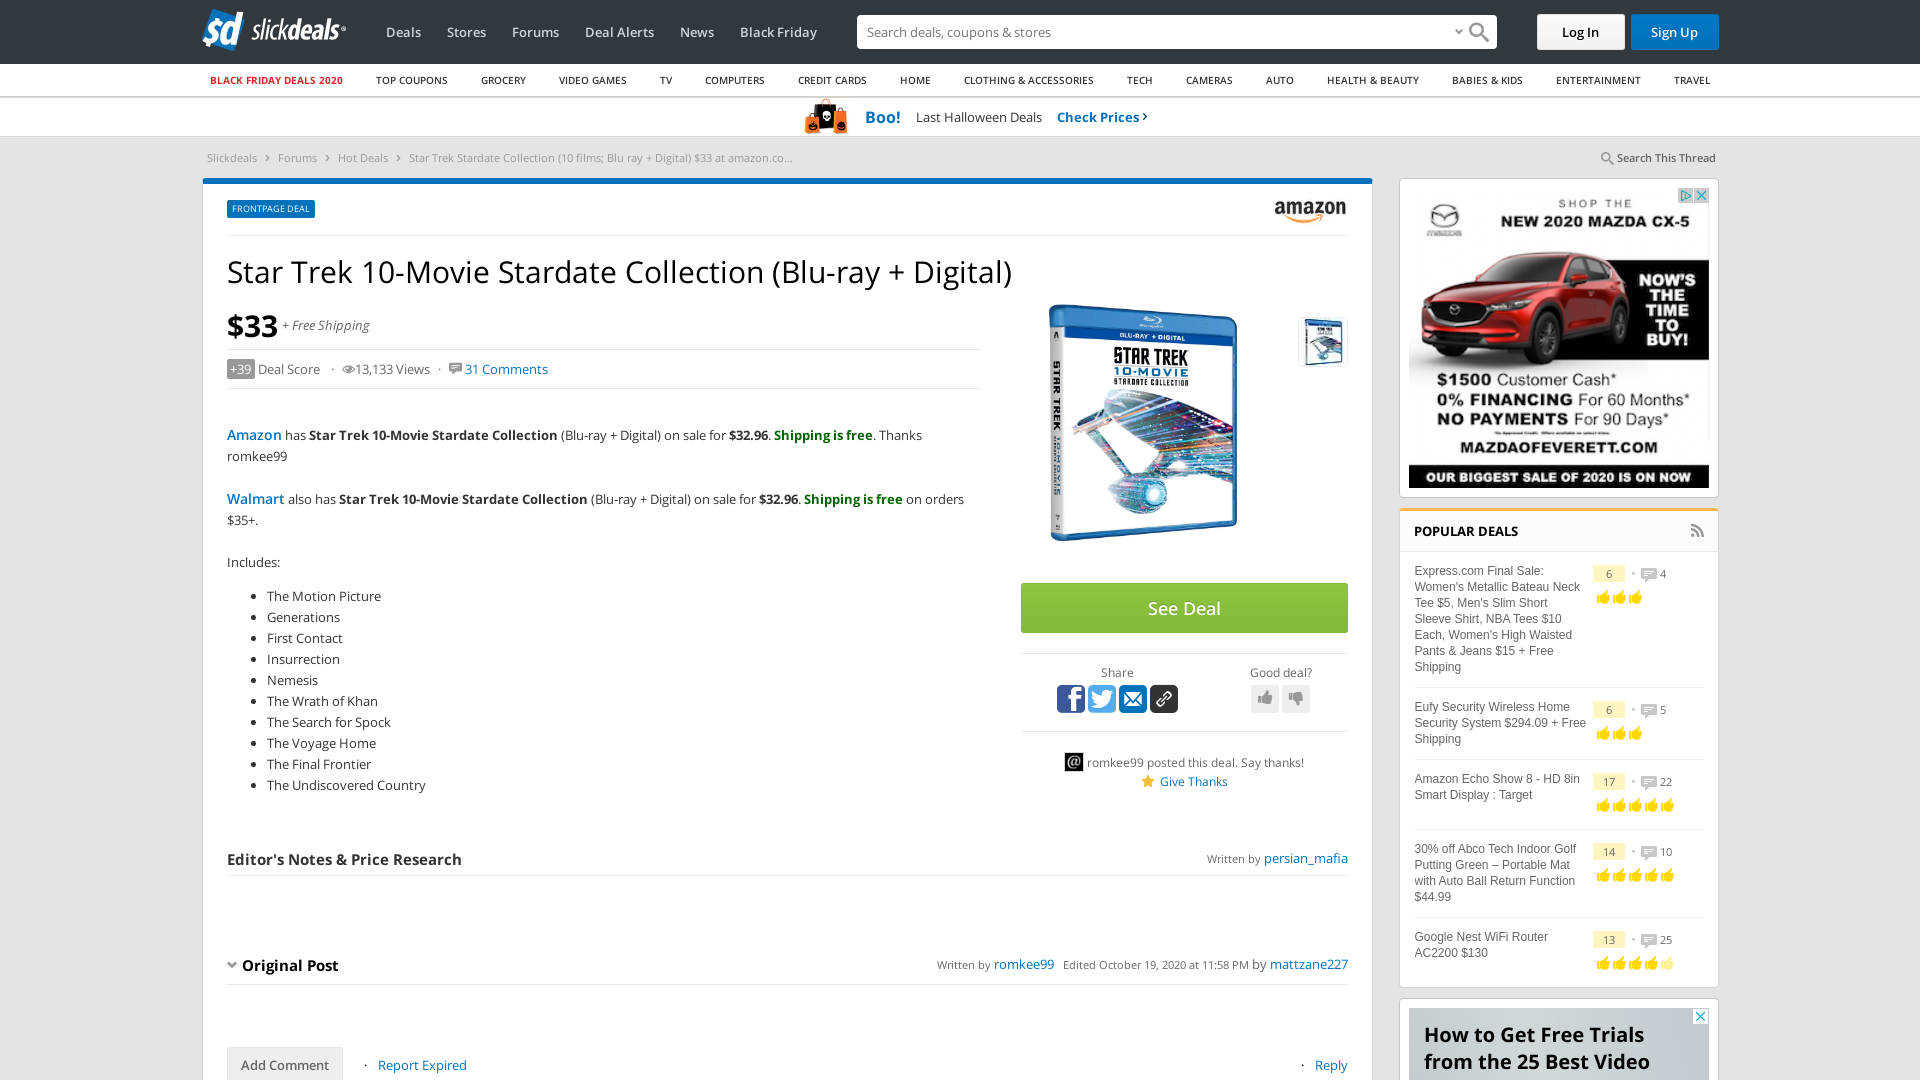 slickdeals
Deals
Stores
Forums
Deal Alerts
News
Black Friday
Search deals, coupons & stores
Log In
Sign Up
BLACK FRIDAY DEALS 2020
TOP COUPONS
GROCERY
VIDEO GAMES
TV
COMPUTERS
CREDIT CARDS
HOME
CLOTHING & ACCESSORIES
TECH
CAMERAS
AUTO
HEALTH & BEAUTY
BABIES & KIDS
ENTERTAINMENT
TRAVEL
Boo! Last Halloween Deals Check Prices
Slickdeals > Forums > Hot Deals > Star Trek Stardate Collection (10 films; Blu ray + Digital) $33 at amazon.co...
Search This Thread
FRONTPAGE DEAL
amazon
Star Trek 10-Movie Stardate Collection (Blu-ray + Digital)
$33 + Free Shipping
+39 Deal Score · 13,133 Views · 31 Comments
Amazon has Star Trek 10-Movie Stardate Collection (Blu-ray + Digital) on sale for $32.96. Shipping is free. Thanks
romkee99
Walmart also has Star Trek 10-Movie Stardate Collection (Blu-ray + Digital) on sale for $32.96. Shipping is free on orders
$35+.
Includes:
The Motion Picture
Generations
First Contact
Insurrection
Nemesis
The Wrath of Khan
The Search for Spock
The Voyage Home
The Final Frontier
The Undiscovered Country
BLU-RAY + DIGITAL
STAR TREK
10-MOVIE
STARDATE COLLECTION
See Deal
Share
Good deal?
romkee99 posted this deal. Say thanks!
Give Thanks
Editor's Notes & Price Research
Written by persian_mafia
Original Post
Written by romkee99 Edited October 19, 2020 at 11:58 PM by mattzane227
Add Comment
· Report Expired
· Reply
SHOP THE
NEW 2020 MAZDA CX-5
mazda
NOW'S
THE
TIME
TO
BUY!
$1500 Customer Cash*
0% FINANCING For 60 Months*
NO PAYMENTS For 90 Days*
MAZDAOFEVERETT.COM
OUR BIGGEST SALE OF 2020 IS ON NOW
POPULAR DEALS
Express.com Final Sale:
Women's Metallic Bateau Neck
Tee $5, Men's Slim Short
Sleeve Shirt, NBA Tees $10
Each, Women's High Waisted
Pants & Jeans $15 + Free
Shipping
6 · 4
Eufy Security Wireless Home
Security System $294.09 + Free
Shipping
6 · 5
Amazon Echo Show 8 - HD 8in
Smart Display : Target
17 · 22
30% off Abco Tech Indoor Golf
Putting Green – Portable Mat
with Auto Ball Return Function
$44.99
14 · 10
Google Nest WiFi Router
AC2200 $130
13 · 25
How to Get Free Trials
from the 25 Best Video